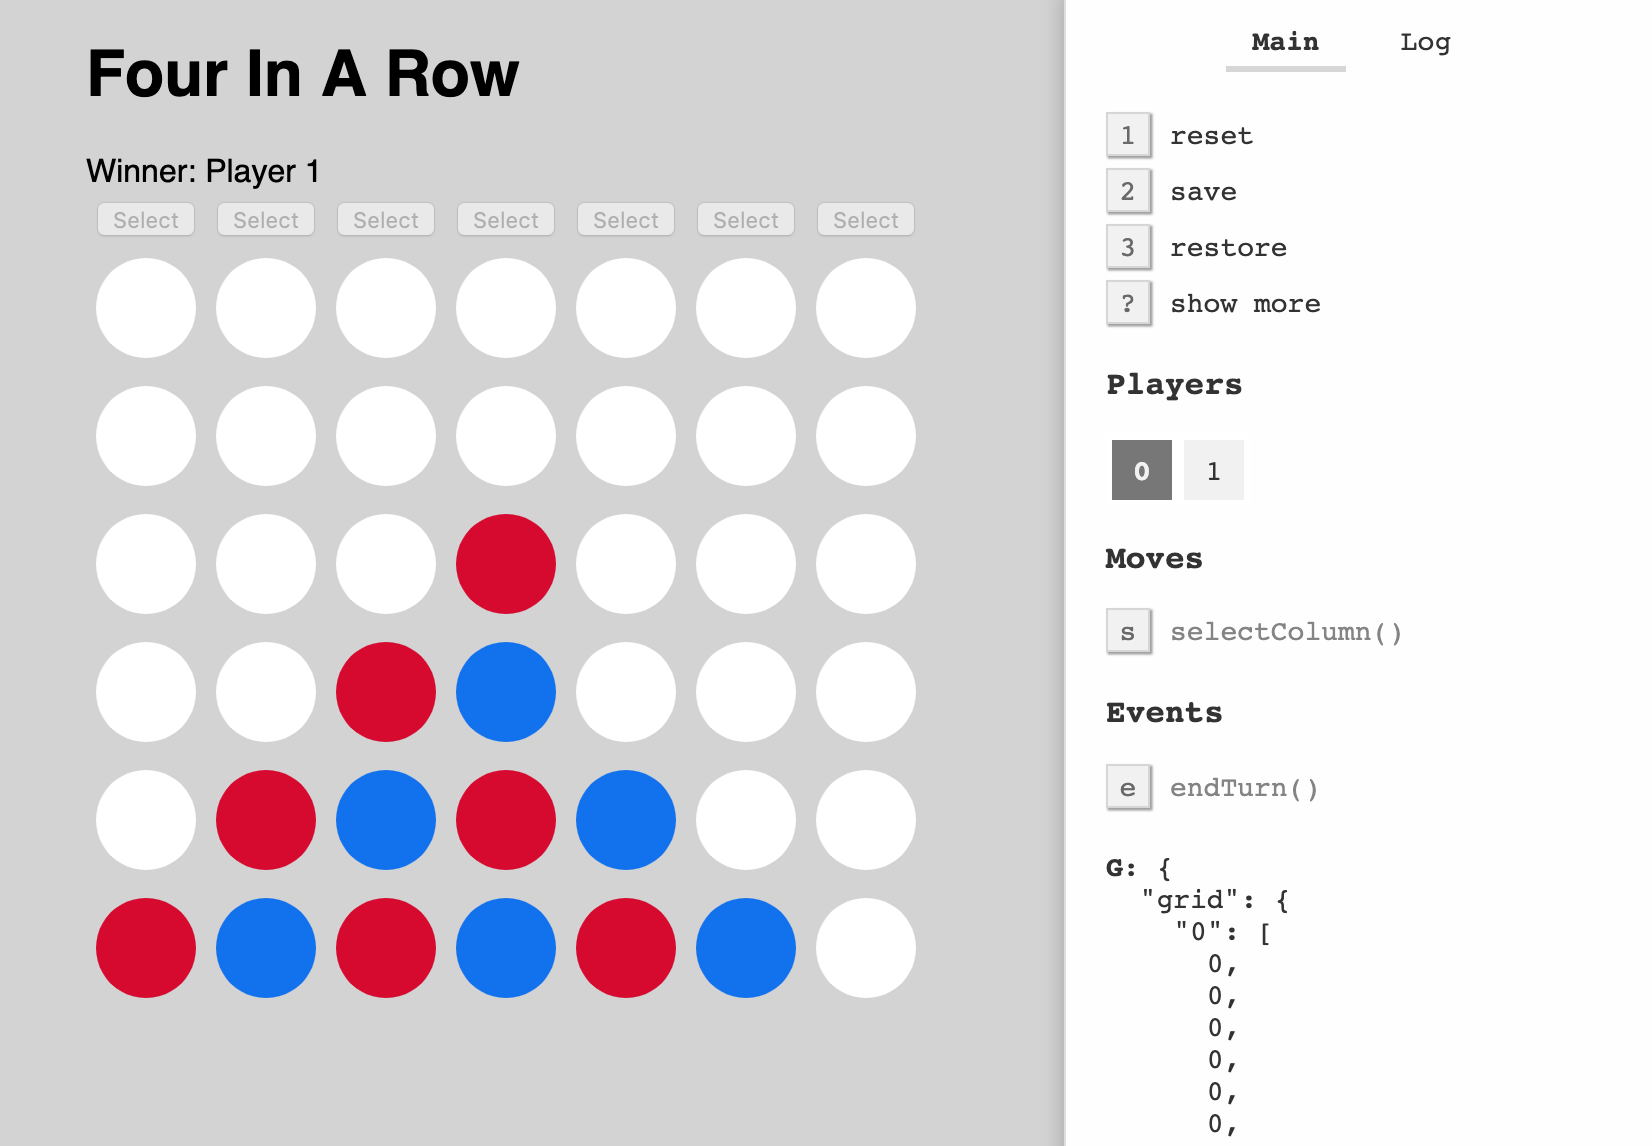 Four In A Row
Winner: Player 1
Select Select Select Select Select Select Select
Main Log
1 reset
2 save
3 restore
? show more
Players
0 1
Moves
s selectColumn()
Events
e endTurn()
G: {
"grid": {
"0": [
0,
0,
0,
0,
0,
0,